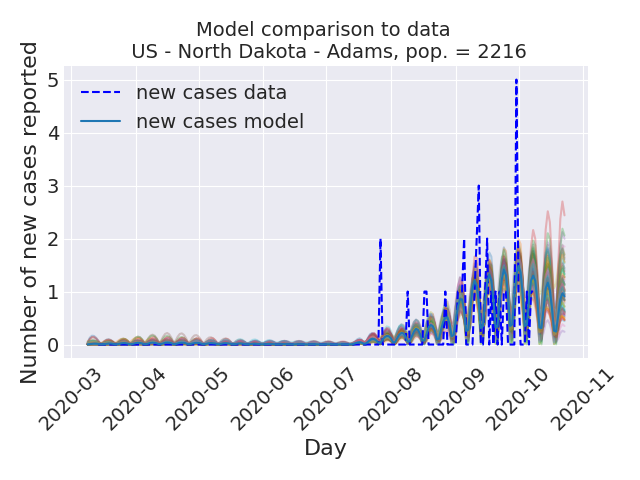 Model comparison to data
US - North Dakota - Adams, pop. = 2216
Number of new cases reported
5
4
3
2
1
0
new cases data
new cases model
2020-03
2020-04
2020-05
2020-06
2020-07
2020-08
2020-09
2020-10
2020-11
Day